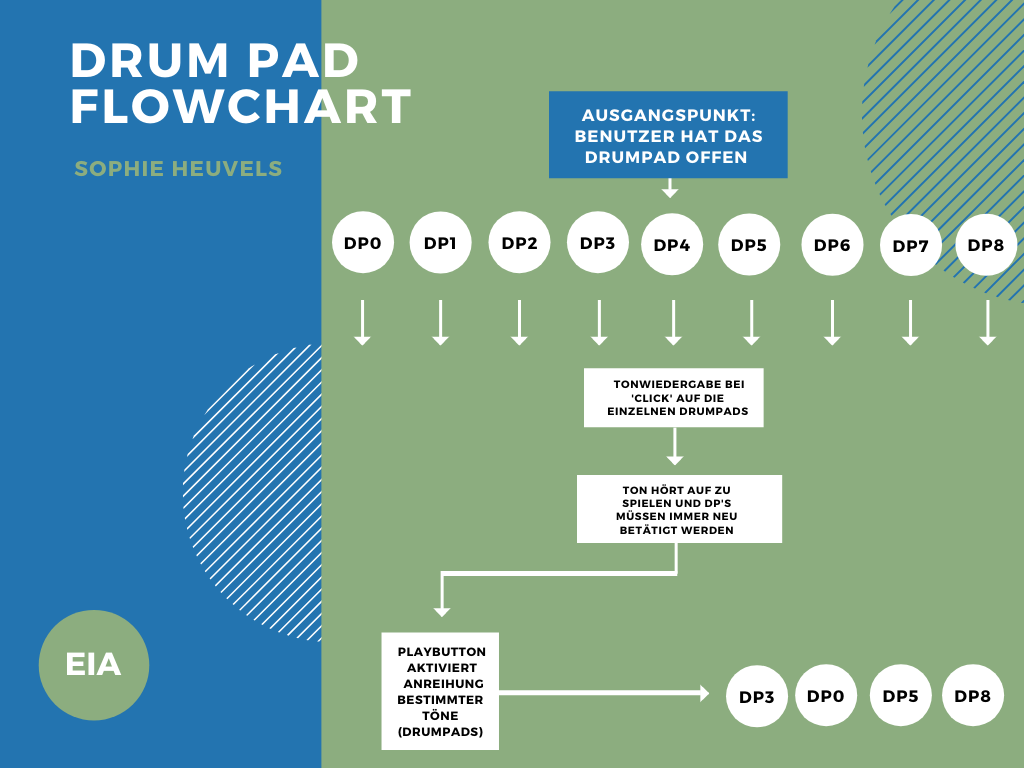 DRUM PAD
FLOWCHART
SOPHIE HEUVELS
AUSGANGSPUNKT:
BENUTZER HAT DAS
DRUMPAD OFFEN
DP0 DP1 DP2 DP3 DP4 DP5 DP6 DP7 DP8
TONWIEDERGABE BEI
'CLICK' AUF DIE
EINZELNEN DRUMPADS
TON HÖRT AUF ZU
SPIELEN UND DP'S
MÜSSEN IMMER NEU
BETÄTIGT WERDEN
EIA
PLAYBUTTON
AKTIVIERT
ANREIHUNG
BESTIMMTER
TÖNE
(DRUMPADS)
DP3 DP0 DP5 DP8